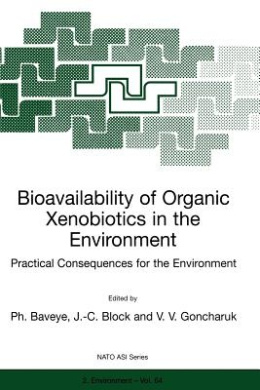 Bioavailability of Organic
Xenobiotics in the
Environment
Practical Consequences for the Environment
Edited by
Ph. Baveye, J.-C. Block and V. V. Goncharuk
NATO ASI Series
2. Environment – Vol. 64